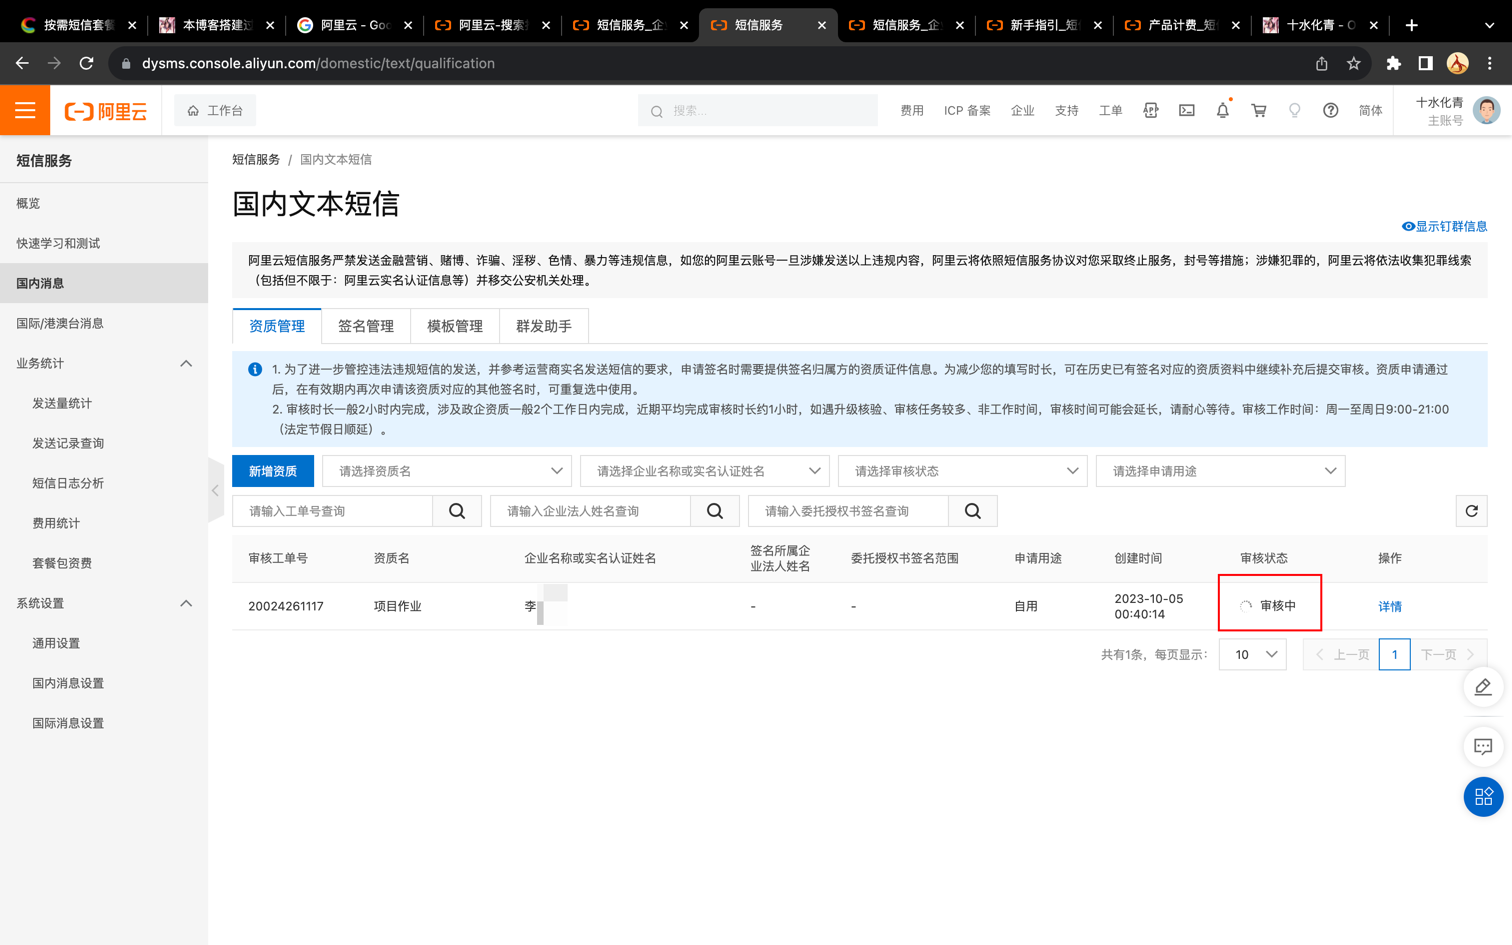 按需短信套餐
本博客搭建过
阿里云 - Goo
阿里云-搜索
短信服务_企
短信服务
短信服务_企
新手指引_短
产品计费_短
十水化青 - O
dysms.console.aliyun.com/domestic/text/qualification
阿里云
工作台
搜索...
费用
ICP 备案
企业
支持
工单
简体
十水化青
主账号
短信服务
概览
快速学习和测试
国内消息
国际/港澳台消息
业务统计
发送量统计
发送记录查询
短信日志分析
费用统计
套餐包资费
系统设置
通用设置
国内消息设置
国际消息设置
短信服务 / 国内文本短信
国内文本短信
显示钉群信息
阿里云短信服务严禁发送金融营销、赌博、诈骗、淫秽、色情、暴力等违规信息，如您的阿里云账号一旦涉嫌发送以上违规内容，阿里云将依照短信服务协议对您采取终止服务，封号等措施；涉嫌犯罪的，阿里云将依法收集犯罪线索
（包括但不限于：阿里云实名认证信息等）并移交公安机关处理。
资质管理
签名管理
模板管理
群发助手
1. 为了进一步管控违法违规短信的发送，并参考运营商实名发送短信的要求，申请签名时需要提供签名归属方的资质证件信息。为减少您的填写时长，可在历史已有签名对应的资质资料中继续补充后提交审核。资质申请通过
后，在有效期内再次申请该资质对应的其他签名时，可重复选中使用。
2. 审核时长一般2小时内完成，涉及政企资质一般2个工作日内完成，近期平均完成审核时长约1小时，如遇升级核验、审核任务较多、非工作时间，审核时间可能会延长，请耐心等待。审核工作时间：周一至周日9:00-21:00
（法定节假日顺延）。
新增资质
请选择资质名
请选择企业名称或实名认证姓名
请选择审核状态
请选择申请用途
请输入工单号查询
请输入企业法人姓名查询
请输入委托授权书签名查询
审核工单号
资质名
企业名称或实名认证姓名
签名所属企
业法人姓名
委托授权书签名范围
申请用途
创建时间
审核状态
操作
20024261117
项目作业
李
-
-
自用
2023-10-05
00:40:14
审核中
详情
共有1条，每页显示：
10
上一页
1
下一页